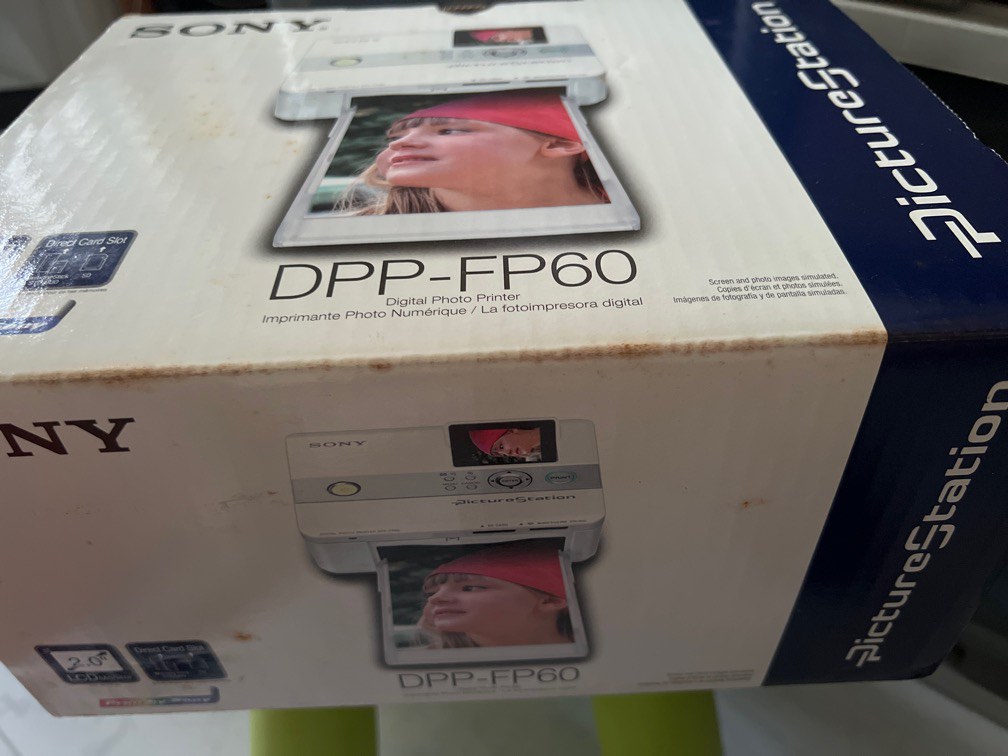 SONY
Direct Card Slot
DPP-FP60
Digital Photo Printer
Imprimante Photo Numérique / La fotoimpresora digital
Screen and photo images simulated.
Copies d'écran et photos simulées.
Imágenes de fotografía y de pantalla simuladas.
PictureStation
NY
SONY
PictureStation
2.0"
LCD
Direct Card Slot
DPP-FP60
PictureStation